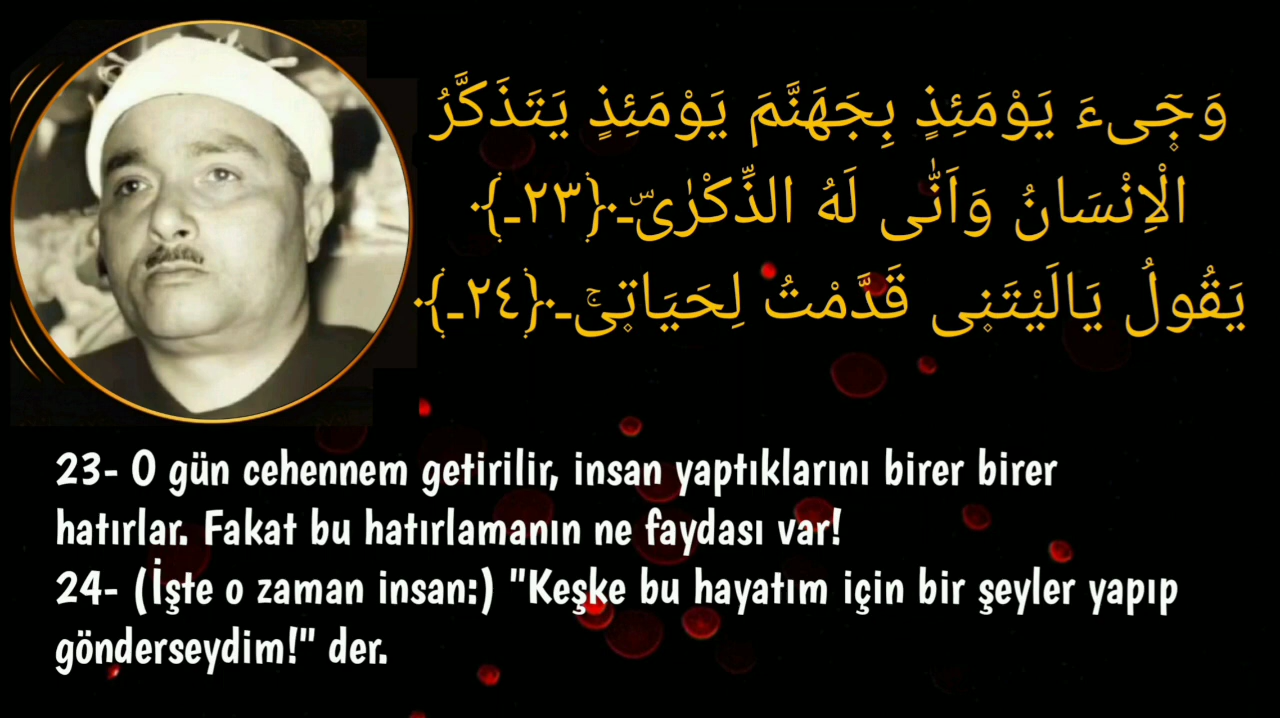 وَجٖٓىءَ يَوْمَئِذٍ بِجَهَنَّمَ يَوْمَئِذٍ يَتَذَكَّرُ
الْاِنْسَانُ وَاَنّٰى لَهُ الذِّكْرٰىؕ ﴿٢٣﴾
يَقُولُ يَالَيْتَنٖى قَدَّمْتُ لِحَيَاتٖىۚ ﴿٢٤﴾
23- O gün cehennem getirilir, insan yaptıklarını birer birer
hatırlar. Fakat bu hatırlamanın ne faydası var!
24- (İşte o zaman insan:) "Keşke bu hayatım için bir şeyler yapıp
gönderseydim!" der.